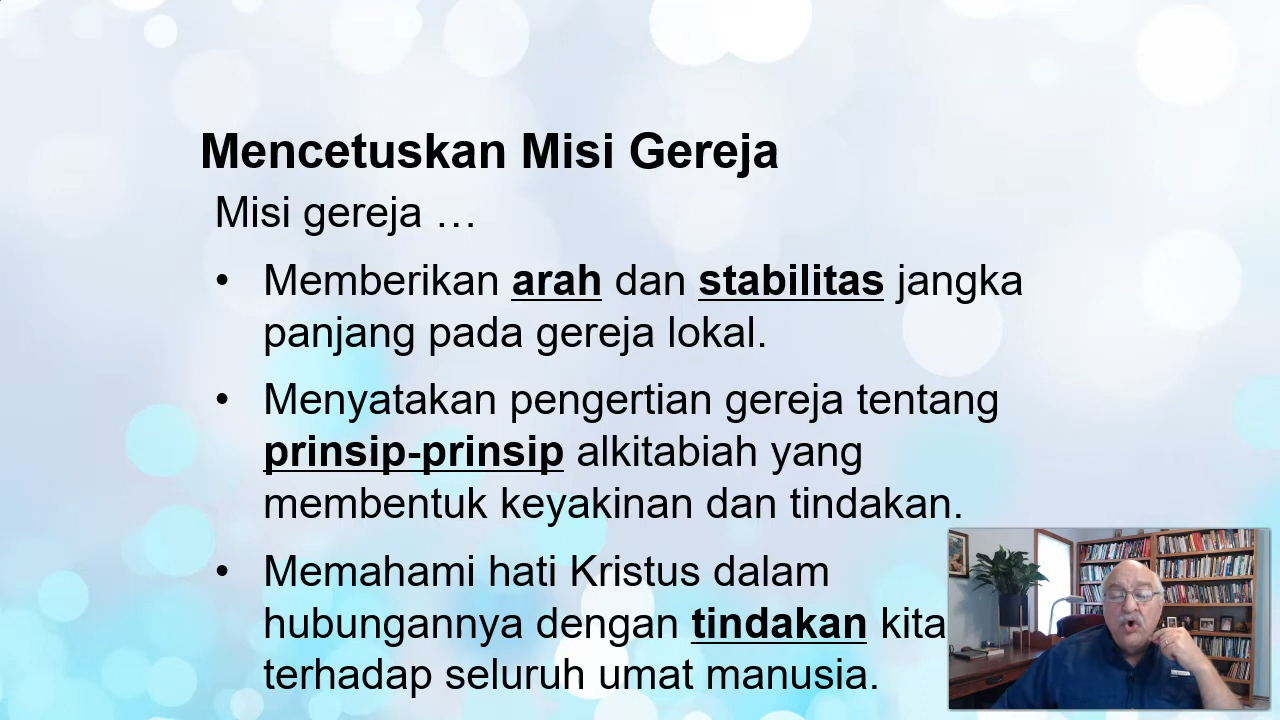 Mencetuskan Misi Gereja
Misi gereja …
• Memberikan arah dan stabilitas jangka
panjang pada gereja lokal.
• Menyatakan pengertian gereja tentang
prinsip-prinsip alkitabiah yang
membentuk keyakinan dan tindakan.
• Memahami hati Kristus dalam
hubungannya dengan tindakan kita
terhadap seluruh umat manusia.